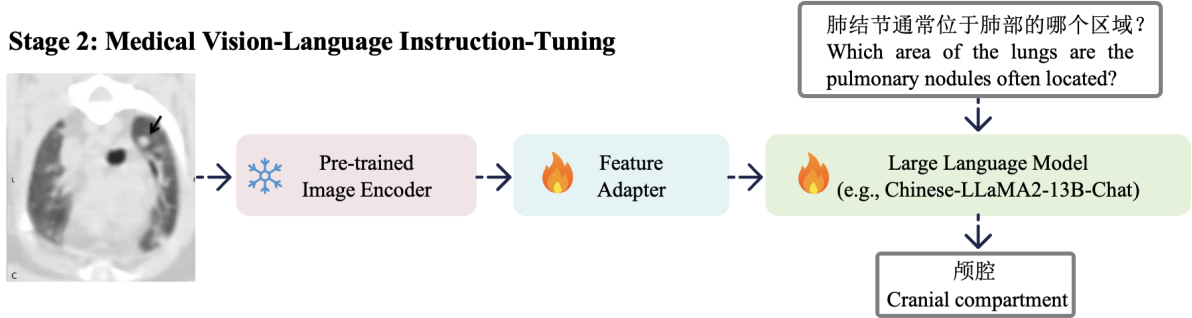 Stage 2: Medical Vision-Language Instruction-Tuning
肺结节通常位于肺部的哪个区域?
Which area of the lungs are the
pulmonary nodules often located?
L
C
Pre-trained
Image Encoder
Feature
Adapter
Large Language Model
(e.g., Chinese-LLaMA2-13B-Chat)
颅腔
Cranial compartment